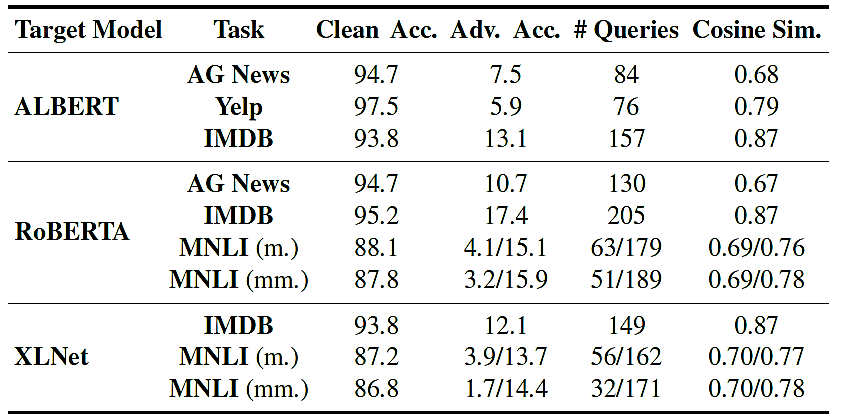 Target Model Task Clean Acc. Adv. Acc. # Queries Cosine Sim.
ALBERT
AG News 94.7 7.5 84 0.68
Yelp 97.5 5.9 76 0.79
IMDB 93.8 13.1 157 0.87
RoBERTA
AG News 94.7 10.7 130 0.67
IMDB 95.2 17.4 205 0.87
MNLI (m.) 88.1 4.1/15.1 63/179 0.69/0.76
MNLI (mm.) 87.8 3.2/15.9 51/189 0.69/0.78
XLNet
IMDB 93.8 12.1 149 0.87
MNLI (m.) 87.2 3.9/13.7 56/162 0.70/0.77
MNLI (mm.) 86.8 1.7/14.4 32/171 0.70/0.78